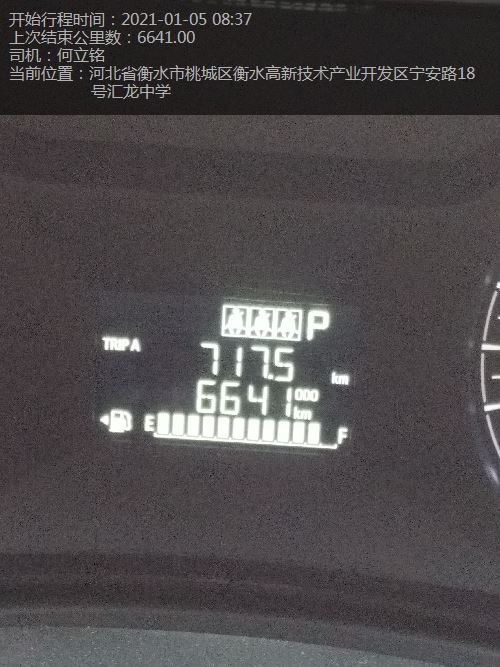 开始行程时间：2021-01-05 08:37
上次结束公里数：6641.00
司机：何立铭
当前位置：河北省衡水市桃城区衡水高新技术产业开发区宁安路18
号汇龙中学
P
TRIP A 717.5 km
6641 km
E F